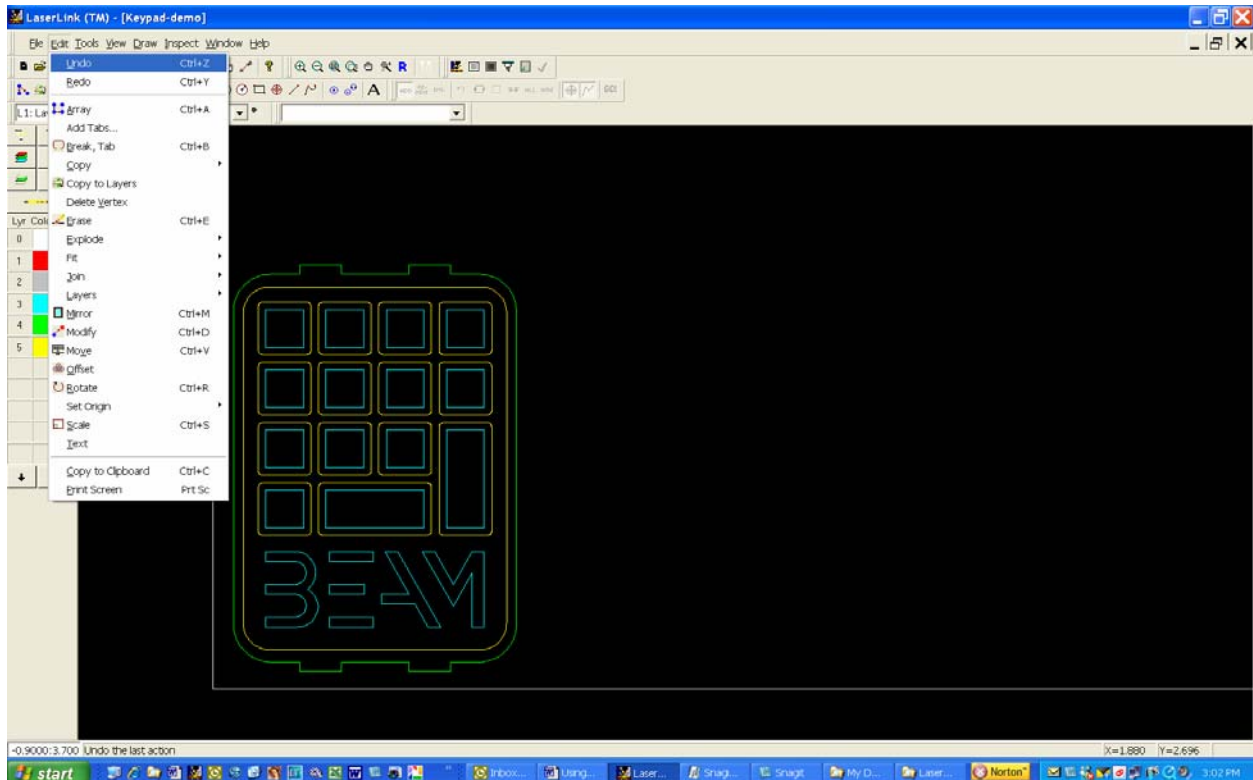 LaserLink (TM) - [Keypad-demo]
File Edit Tools View Draw Inspect Window Help
Undo Ctrl+Z
Redo Ctrl+Y
R
Array Ctrl+A
A
L1: La
Add Tabs...
Break, Tab Ctrl+B
Copy
Copy to Layers
Delete Vertex
Lyr Col
Erase Ctrl+E
0
Explode
1
Fit
2
Join
3
Layers
Mirror Ctrl+M
4
Modify Ctrl+D
5
Move Ctrl+V
Offset
Rotate Ctrl+R
Set Origin
Scale Ctrl+S
Text
Copy to Clipboard Ctrl+C
Print Screen Prt Sc
BEAM
-0.9000:3.700 Undo the last action X=1.880 Y=2.696
start Inbox... Using... Laser... Snag... SnagIt My D... Laser... Norton 3:02 PM